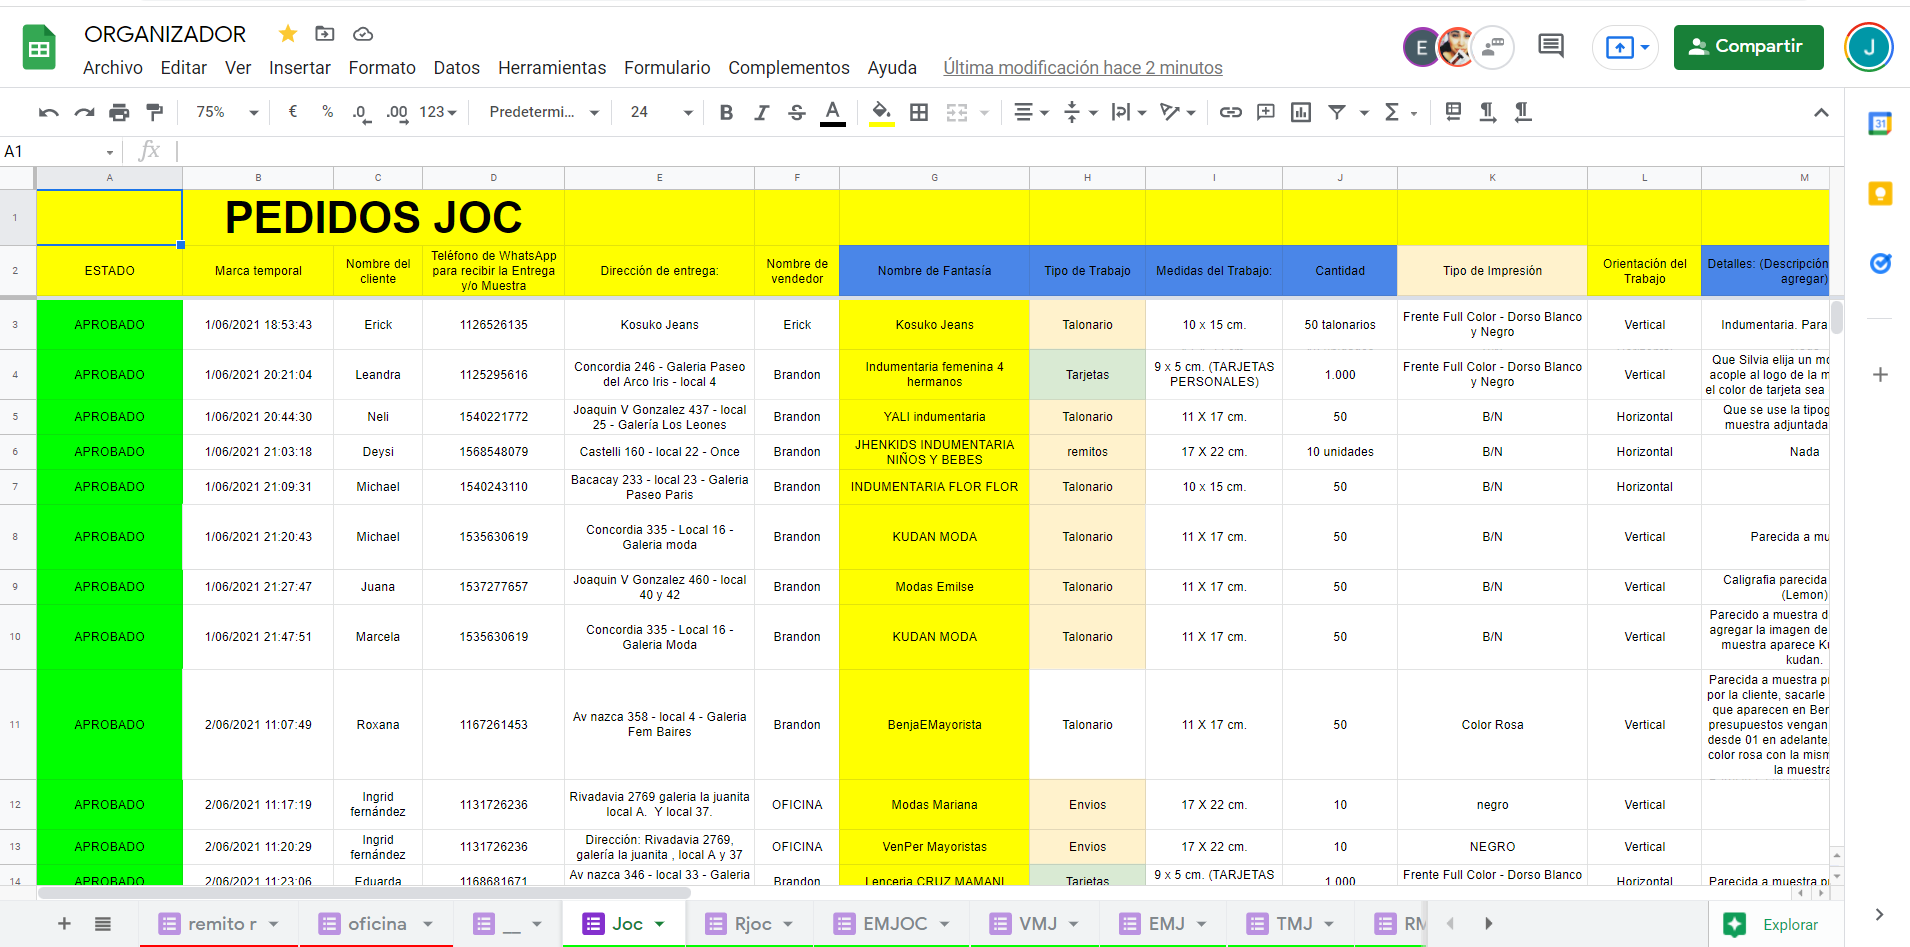 ORGANIZADOR
Archivo Editar Ver Insertar Formato Datos Herramientas Formulario Complementos Ayuda Última modificación hace 2 minutos
E
Compartir
J
75% € % .0 .00 123 Predetermi... 24 B I S A
31
A1 fx
A B C D E F G H I J K L M
1 PEDIDOS JOC
2 ESTADO Marca temporal Nombre del cliente Teléfono de WhatsApp para recibir la Entrega y/o Muestra Dirección de entrega: Nombre de vendedor Nombre de Fantasía Tipo de Trabajo Medidas del Trabajo: Cantidad Tipo de Impresión Orientación del Trabajo Detalles: (Descripción agregar)
3 APROBADO 1/06/2021 18:53:43 Erick 1126526135 Kosuko Jeans Erick Kosuko Jeans Talonario 10 x 15 cm. 50 talonarios Frente Full Color - Dorso Blanco y Negro Vertical Indumentaria. Para
4 APROBADO 1/06/2021 20:21:04 Leandra 1125295616 Concordia 246 - Galeria Paseo del Arco Iris - local 4 Brandon Indumentaria femenina 4 hermanos Tarjetas 9 x 5 cm. (TARJETAS PERSONALES) 1.000 Frente Full Color - Dorso Blanco y Negro Vertical Que Silvia elija un mo acople al logo de la m el color de tarjeta sea
5 APROBADO 1/06/2021 20:44:30 Neli 1540221772 Joaquin V Gonzalez 437 - local 25 - Galería Los Leones Brandon YALI indumentaria Talonario 11 X 17 cm. 50 B/N Horizontal Que se use la tipog muestra adjuntada
6 APROBADO 1/06/2021 21:03:18 Deysi 1568548079 Castelli 160 - local 22 - Once Brandon JHENKIDS INDUMENTARIA NIÑOS Y BEBES remitos 17 X 22 cm. 10 unidades B/N Horizontal Nada
7 APROBADO 1/06/2021 21:09:31 Michael 1540243110 Bacacay 233 - local 23 - Galeria Paseo Paris Brandon INDUMENTARIA FLOR FLOR Talonario 10 x 15 cm. 50 B/N Horizontal
8 APROBADO 1/06/2021 21:20:43 Michael 1535630619 Concordia 335 - Local 16 - Galeria moda Brandon KUDAN MODA Talonario 11 X 17 cm. 50 B/N Vertical Parecida a mu
9 APROBADO 1/06/2021 21:27:47 Juana 1537277657 Joaquin V Gonzalez 460 - local 40 y 42 Brandon Modas Emilse Talonario 11 X 17 cm. 50 B/N Vertical Caligrafia parecida (Lemon)
10 APROBADO 1/06/2021 21:47:51 Marcela 1535630619 Concordia 335 - Local 16 - Galeria Moda Brandon KUDAN MODA Talonario 11 X 17 cm. 50 B/N Vertical Parecido a muestra d agregar la imagen de muestra aparece Ku kudan.
11 APROBADO 2/06/2021 11:07:49 Roxana 1167261453 Av nazca 358 - local 4 - Galeria Fem Baires Brandon BenjaEMayorista Talonario 11 X 17 cm. 50 Color Rosa Vertical Parecida a muestra pr por la cliente, sacarle que aparecen en Ben presupuestos vengan desde 01 en adelante, color rosa con la mism la muestra
12 APROBADO 2/06/2021 11:17:19 Ingrid fernández 1131726236 Rivadavia 2769 galeria la juanita local A. Y local 37. OFICINA Modas Mariana Envios 17 X 22 cm. 10 negro Vertical
13 APROBADO 2/06/2021 11:20:29 Ingrid fernández 1131726236 Dirección: Rivadavia 2769, galería la juanita , local A y 37 OFICINA VenPer Mayoristas Envios 17 X 22 cm. 10 NEGRO Vertical
14 APROBADO 2/06/2021 11:23:06 Eduarda 1168681671 Av nazca 346 - local 33 - Galeria Brandon Lenceria CRUZ MAMANI Tarjetas 9 x 5 cm. (TARJETAS 1.000 Frente Full Color - Dorso Blanco Horizontal Parecida a muestra pr
+ remito r oficina __ Joc Rjoc EMJOC VMJ EMJ TMJ RM Explorar